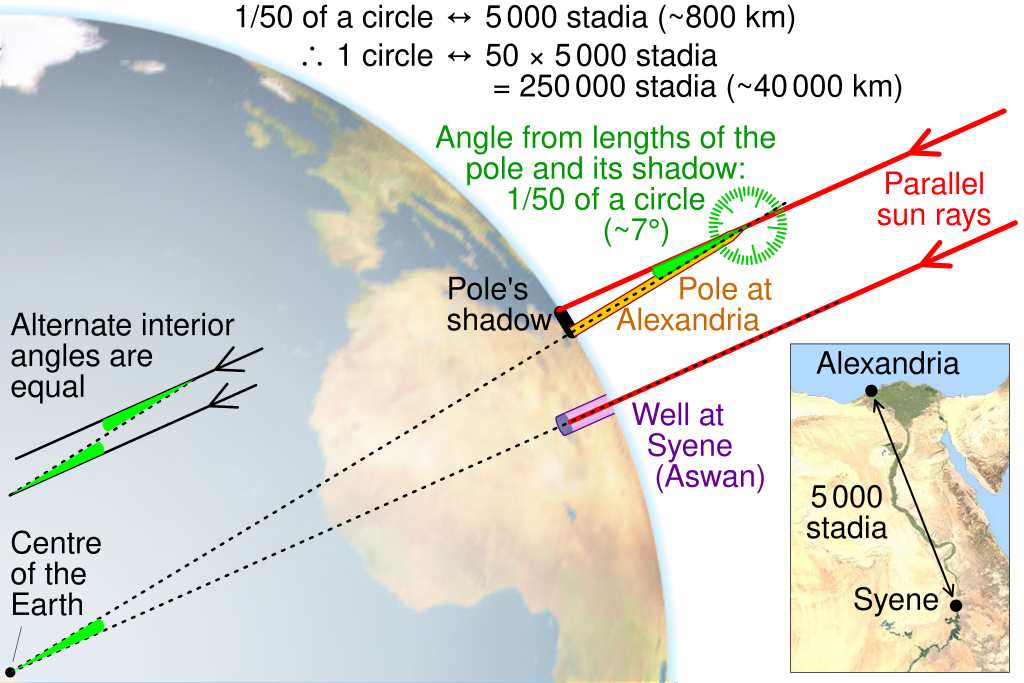 1/50 of a circle ↔ 5 000 stadia (~800 km)
∴ 1 circle ↔ 50 × 5 000 stadia
= 250 000 stadia (~40 000 km)
Angle from lengths of the
pole and its shadow:
1/50 of a circle
(~7°)
Parallel
sun rays
Pole's
shadow
Pole at
Alexandria
Alternate interior
angles are
equal
Well at
Syene
(Aswan)
Centre
of the
Earth
Alexandria
5 000
stadia
Syene